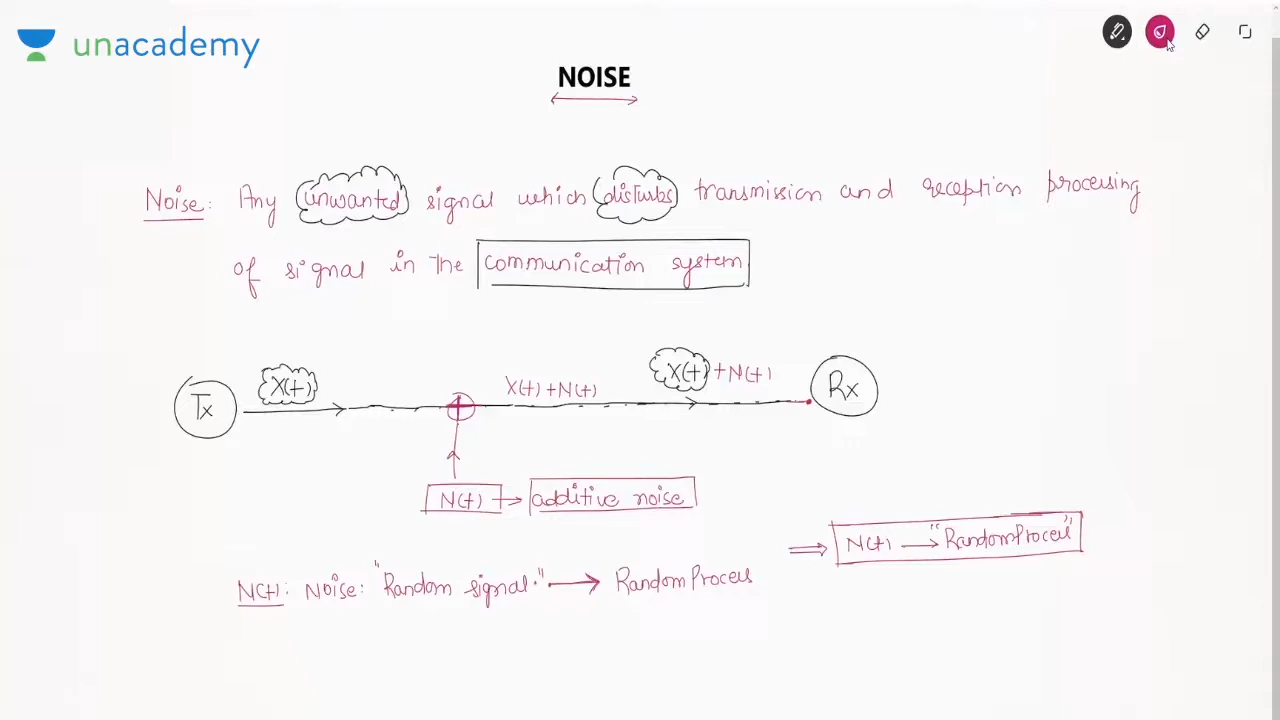 unacademy
NOISE
Noise: Any unwanted signal which disturbs transmission and reception processing
of signal in the communication system
X(t)
X(t) + N(t)
X(t) + N(t)
Tx
Rx
N(t) → additive noise
⇒ N(t) → "Random Process"
N(t): Noise: "Random signal." → Random Process